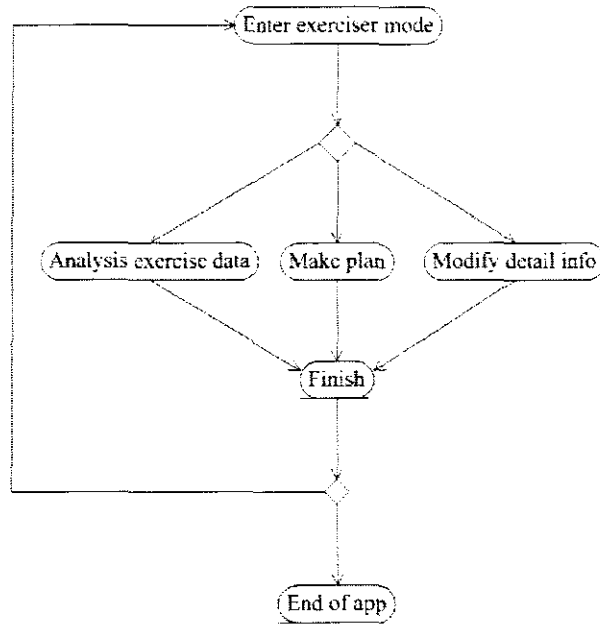 Enter exerciser mode
Analysis exercise data
Make plan
Modify detail info
Finish
End of app